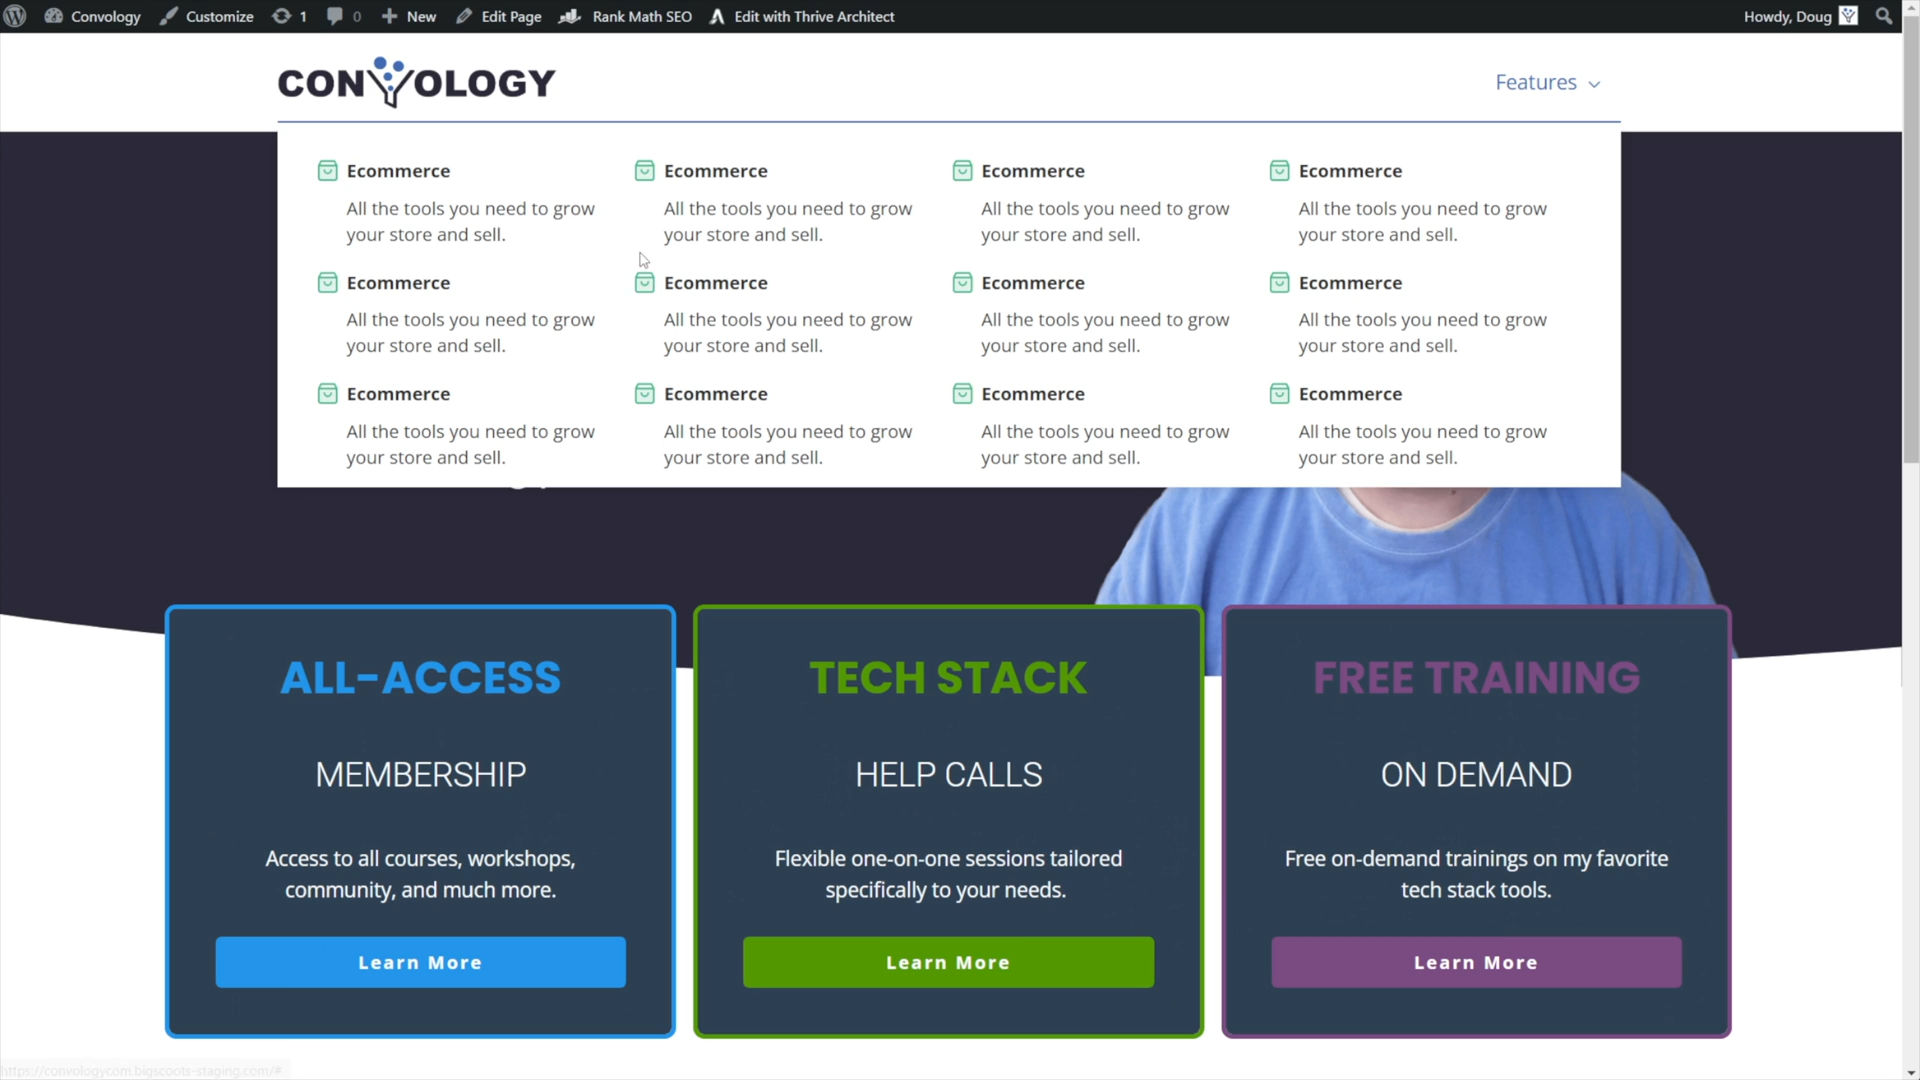 Convology Customize 1 0 New Edit Page Rank Math SEO Edit with Thrive Architect Howdy, Doug
CONVOLOGY
Features
Ecommerce Ecommerce Ecommerce Ecommerce
All the tools you need to grow All the tools you need to grow All the tools you need to grow All the tools you need to grow
your store and sell. your store and sell. your store and sell. your store and sell.
Ecommerce Ecommerce Ecommerce Ecommerce
All the tools you need to grow All the tools you need to grow All the tools you need to grow All the tools you need to grow
your store and sell. your store and sell. your store and sell. your store and sell.
Ecommerce Ecommerce Ecommerce Ecommerce
All the tools you need to grow All the tools you need to grow All the tools you need to grow All the tools you need to grow
your store and sell. your store and sell. your store and sell. your store and sell.
ALL-ACCESS
MEMBERSHIP
Access to all courses, workshops,
community, and much more.
Learn More
TECH STACK
HELP CALLS
Flexible one-on-one sessions tailored
specifically to your needs.
Learn More
FREE TRAINING
ON DEMAND
Free on-demand trainings on my favorite
tech stack tools.
Learn More
https://convologycom.bigscoots-staging.com/#